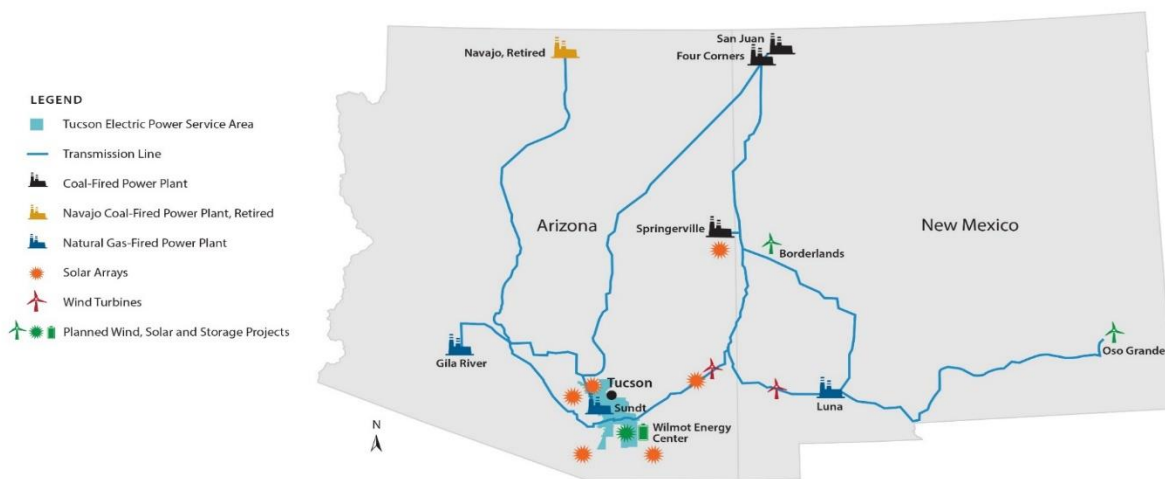 San Juan
Navajo, Retired
Four Corners
LEGEND
Tucson Electric Power Service Area
Transmission Line
Coal-Fired Power Plant
Navajo Coal-Fired Power Plant, Retired
Natural Gas-Fired Power Plant
Solar Arrays
Wind Turbines
Planned Wind, Solar and Storage Projects
Arizona
New Mexico
Springerville
Borderlands
Gila River
Oso Grande
Tucson
Sundt
Luna
Wilmot Energy
Center
N